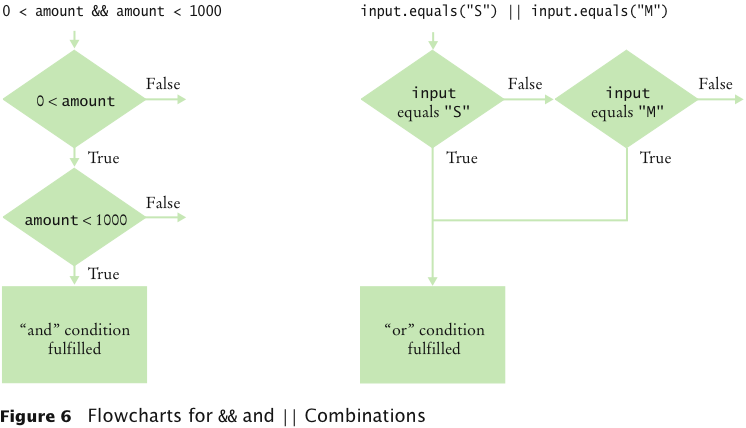 0 < amount && amount < 1000
False
0 < amount
True
False
amount < 1000
True
“and” condition
fulfilled
input.equals("S") || input.equals("M")
False
False
input
equals "S"
input
equals "M"
True
True
“or” condition
fulfilled
Figure 6 Flowcharts for && and || Combinations